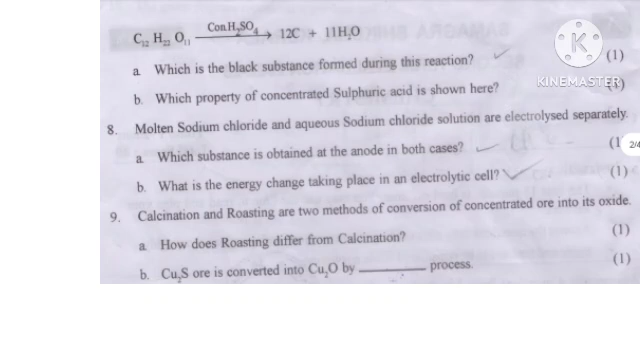 C₁₂ H₂₂ O₁₁ Con.H₂SO₄ → 12C + 11H₂O
a. Which is the black substance formed during this reaction? (1)
b. Which property of concentrated Sulphuric acid is shown here?
KINEMASTER
8. Molten Sodium chloride and aqueous Sodium chloride solution are electrolysed separately.
a. Which substance is obtained at the anode in both cases? (1
2/4
b. What is the energy change taking place in an electrolytic cell? (1)
9. Calcination and Roasting are two methods of conversion of concentrated ore into its oxide.
a. How does Roasting differ from Calcination? (1)
b. Cu₂S ore is converted into Cu₂O by ________ process. (1)